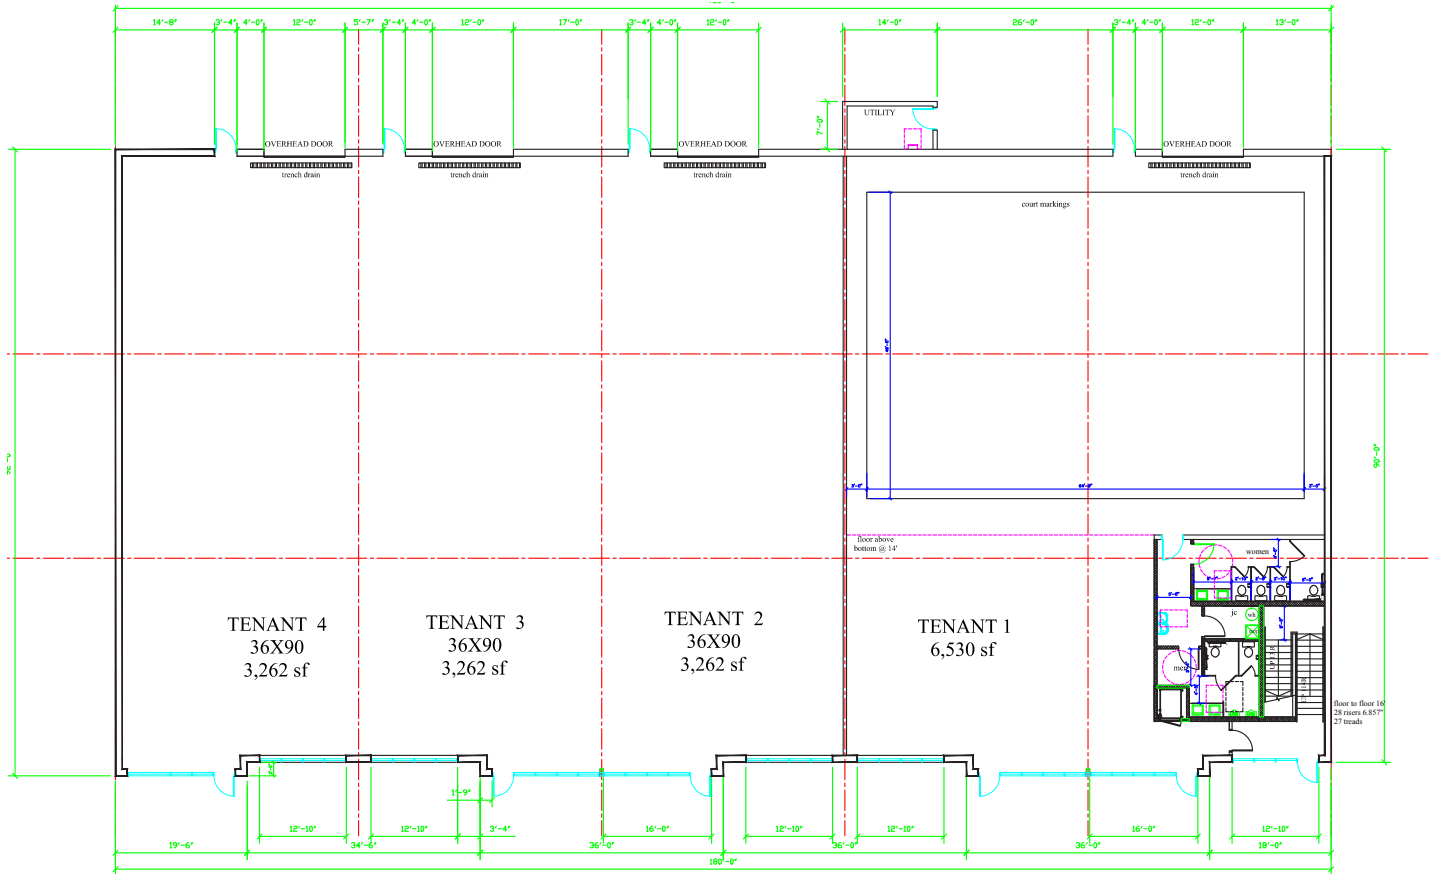 14'-8" 3'-4" 4'-0" 12'-0" 5'-7" 3'-4" 4'-0" 12'-0" 17'-0" 3'-4" 4'-0" 12'-0" 14'-0" 26'-0" 3'-4" 4'-0" 12'-0" 13'-0"
UTILITY
7'-0"
OVERHEAD DOOR OVERHEAD DOOR OVERHEAD DOOR OVERHEAD DOOR
trench drain trench drain trench drain trench drain
court markings
90'-0"
floor above
bottom @ 14'
women
TENANT 4
36X90
3,262 sf
TENANT 3
36X90
3,262 sf
TENANT 2
36X90
3,262 sf
TENANT 1
6,530 sf
jc
floor to floor 16'
28 risers 6.857"
27 treads
1'-9"
12'-10" 12'-10" 3'-4" 16'-0" 12'-10" 12'-10" 16'-0" 12'-10"
19'-6" 34'-6" 36'-0" 36'-0" 36'-0" 18'-0"
180'-0"